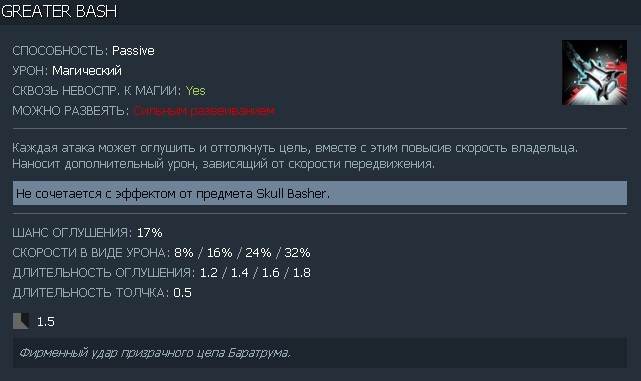 GREATER BASH
СПОСОБНОСТЬ: Passive
УРОН: Магический
СКВОЗЬ НЕВОСПР. К МАГИИ: Yes
МОЖНО РАЗВЕЯТЬ: Сильным развеиванием
Каждая атака может оглушить и оттолкнуть цель, вместе с этим повысив скорость владельца.
Наносит дополнительный урон, зависящий от скорости передвижения.
Не сочетается с эффектом от предмета Skull Basher.
ШАНС ОГЛУШЕНИЯ: 17%
СКОРОСТИ В ВИДЕ УРОНА: 8% / 16% / 24% / 32%
ДЛИТЕЛЬНОСТЬ ОГЛУШЕНИЯ: 1.2 / 1.4 / 1.6 / 1.8
ДЛИТЕЛЬНОСТЬ ТОЛЧКА: 0.5
1.5
Фирменный удар призрачного цепа Баратрума.